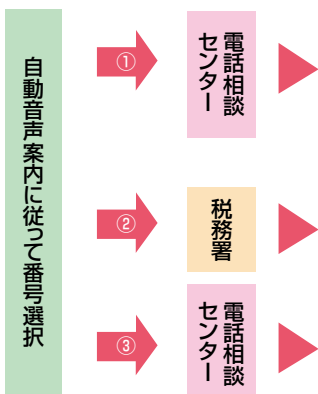 自動音声案内に従って番号選択
①
電話相談
センター
②
税務署
③
電話相談
センター